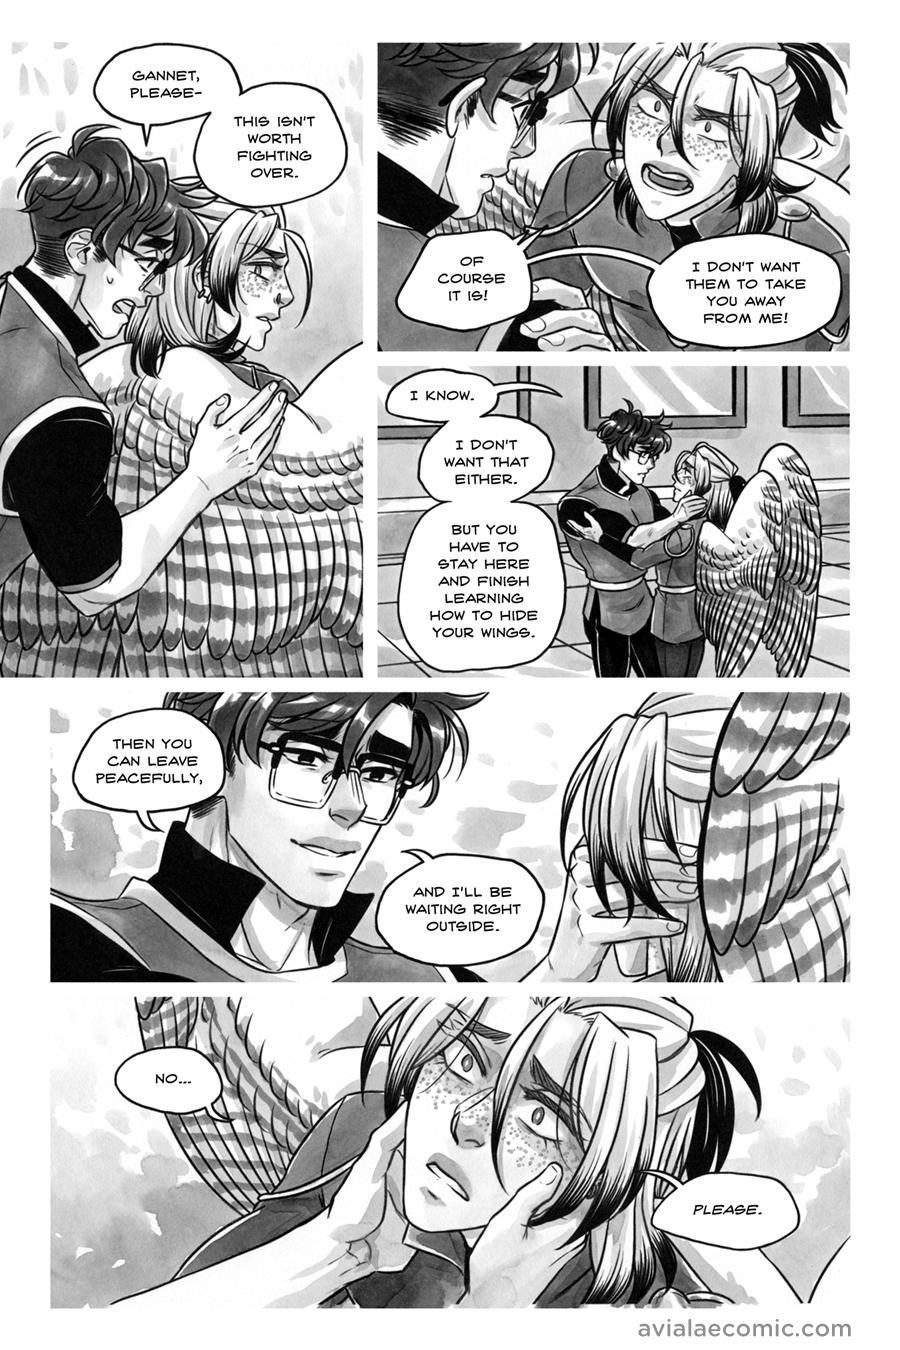 GANNET,
PLEASE-
THIS ISN'T
WORTH
FIGHTING
OVER.
OF
COURSE
IT IS!
I DON'T WANT
THEM TO TAKE
YOU AWAY
FROM ME!
I KNOW.
I DON'T
WANT THAT
EITHER.
BUT YOU
HAVE TO
STAY HERE
AND FINISH
LEARNING
HOW TO HIDE
YOUR WINGS.
THEN YOU
CAN LEAVE
PEACEFULLY,
AND I'LL BE
WAITING RIGHT
OUTSIDE.
NO...
PLEASE.
avialaecomic.com